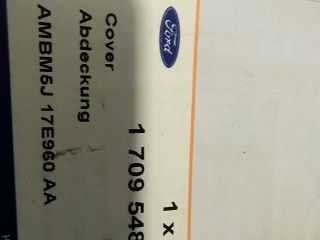 Ford
1 x
1 709 548
Cover
Abdeckung
AMBM5J 17E960 AA